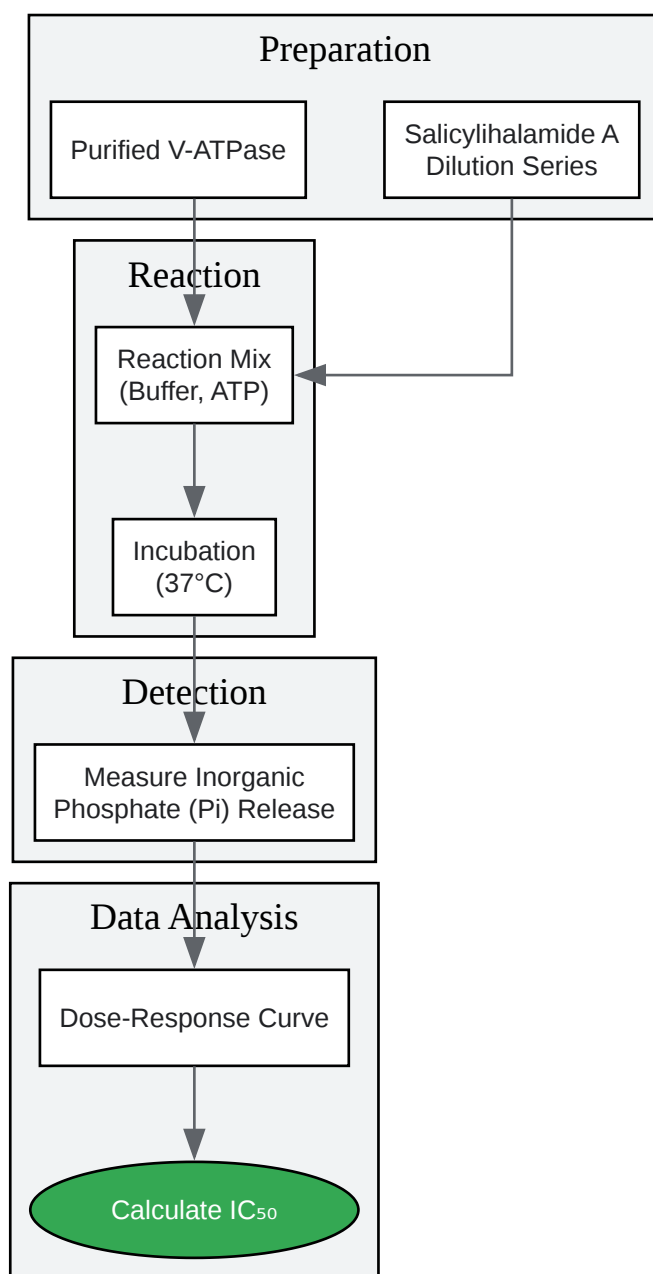 Preparation
Purified V-ATPase
Salicylihalamide A
Dilution Series
Reaction
Reaction Mix
(Buffer, ATP)
Incubation
(37°C)
Detection
Measure Inorganic
Phosphate (Pi) Release
Data Analysis
Dose-Response Curve
Calculate IC₅₀